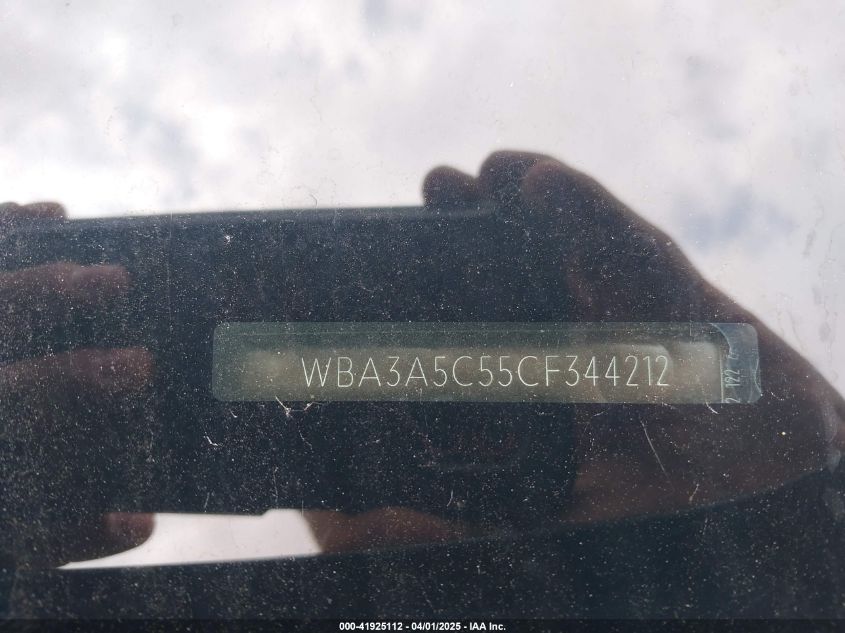 WBA3A5C55CF344212
000-41925112 - 04/01/2025 - IAA Inc.